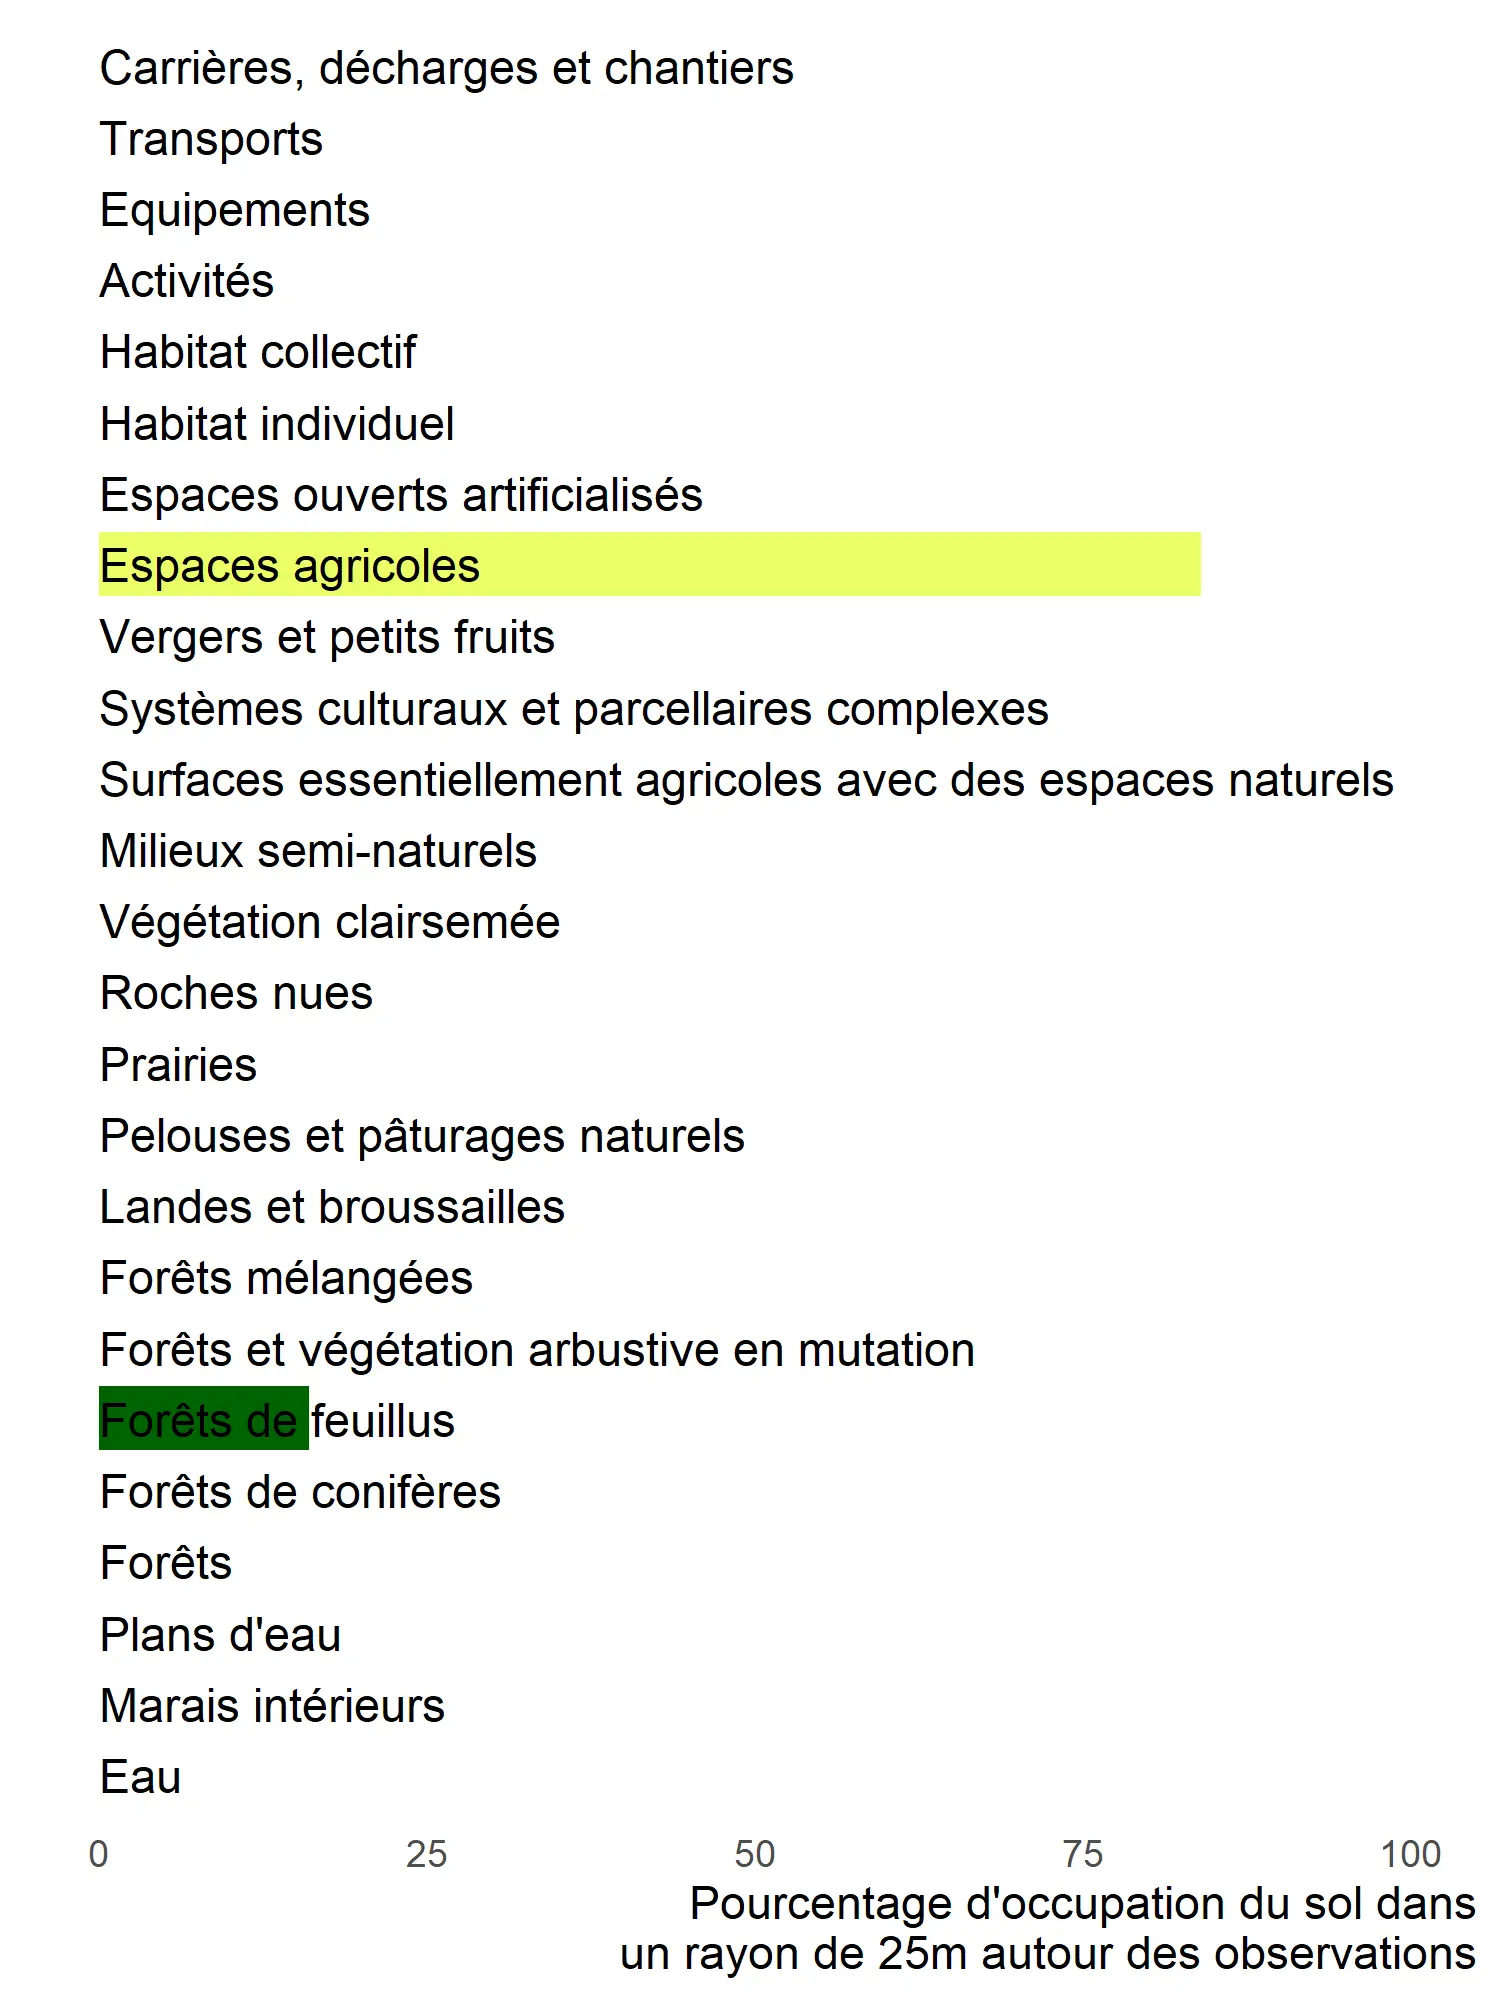 Carrières, décharges et chantiers
Transports
Equipements
Activités
Habitat collectif
Habitat individuel
Espaces ouverts artificialisés
Espaces agricoles
Vergers et petits fruits
Systèmes culturaux et parcellaires complexes
Surfaces essentiellement agricoles avec des espaces naturels
Milieux semi-naturels
Végétation clairsemée
Roches nues
Prairies
Pelouses et pâturages naturels
Landes et broussailles
Forêts mélangées
Forêts et végétation arbustive en mutation
Forêts de feuillus
Forêts de conifères
Forêts
Plans d'eau
Marais intérieurs
Eau
0 25 50 75 100
Pourcentage d'occupation du sol dans
un rayon de 25m autour des observations